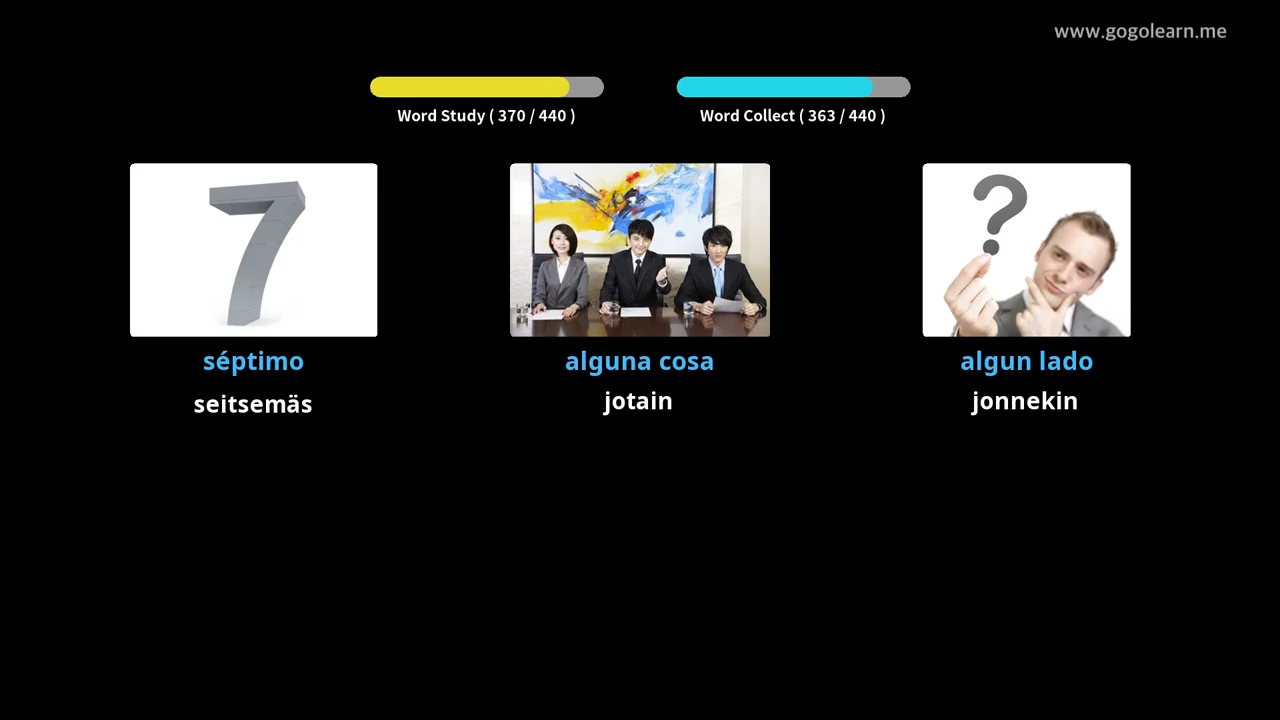 www.gogolearn.me
Word Study ( 370 / 440 )
Word Collect ( 363 / 440 )
7
?
séptimo
alguna cosa
algun lado
seitsemäs
jotain
jonnekin